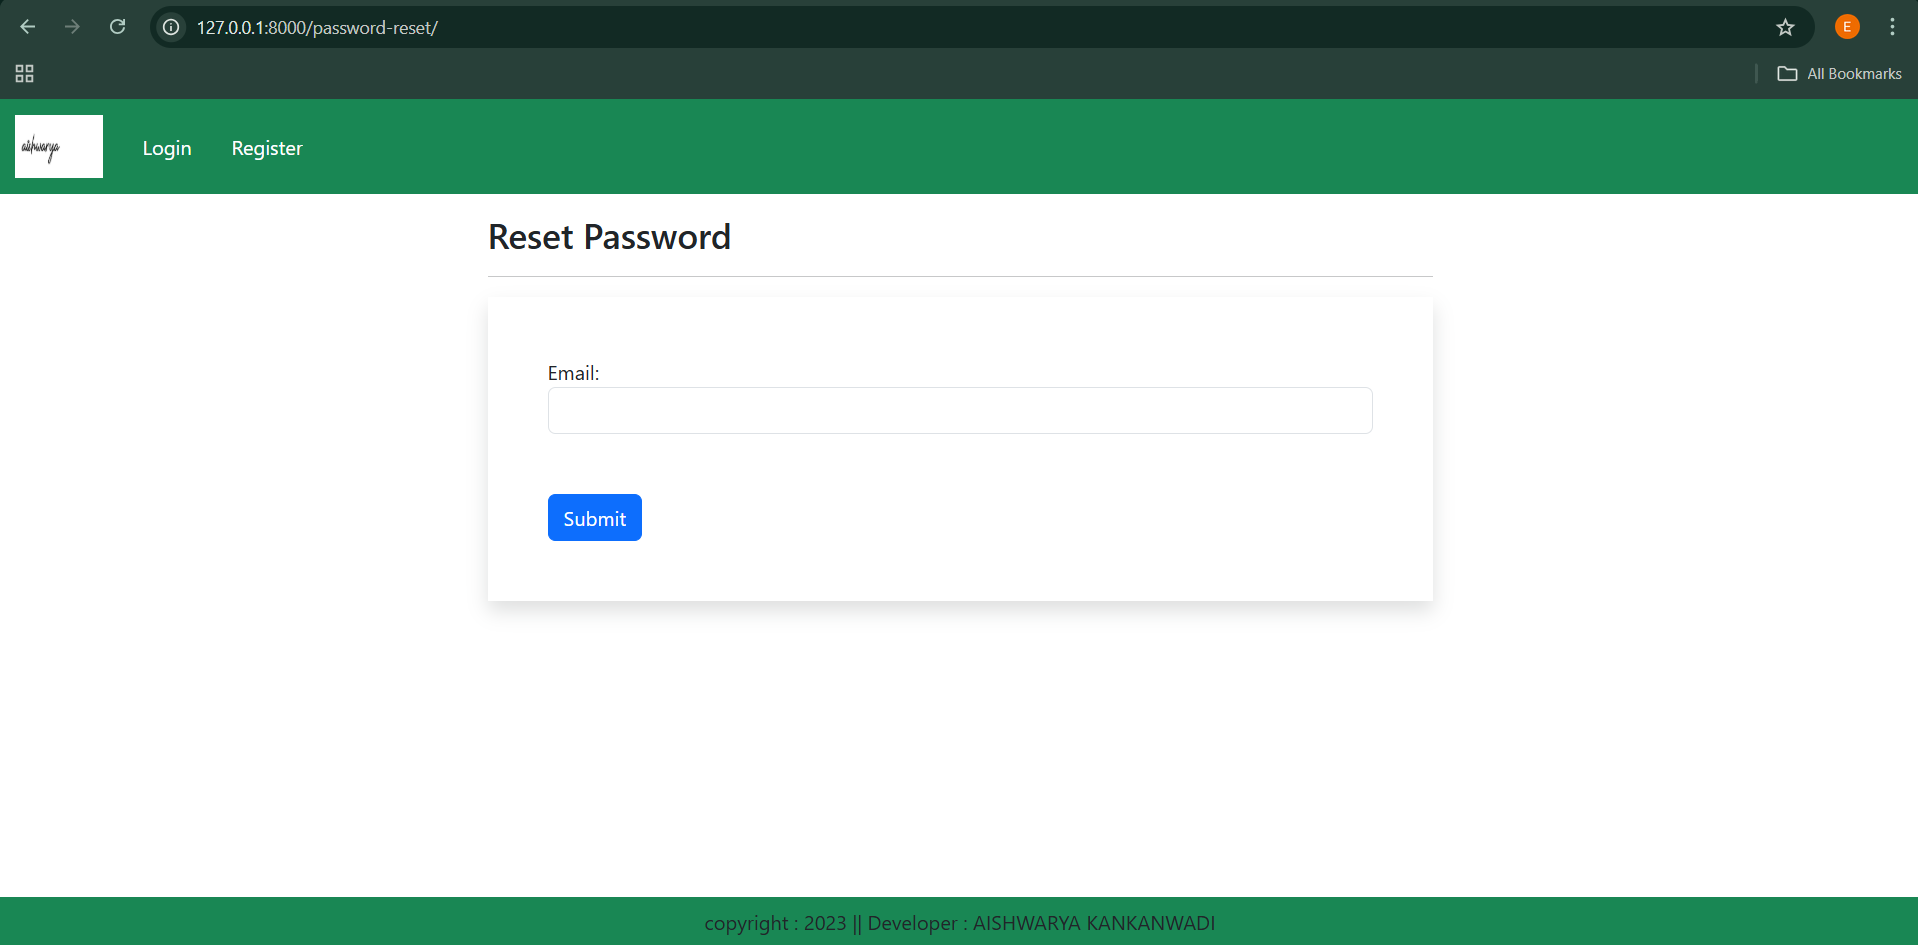 127.0.0.1:8000/password-reset/
E
All Bookmarks
aishwarya
Login
Register
Reset Password
Email:
Submit
copyright : 2023 || Developer : AISHWARYA KANKANWADI